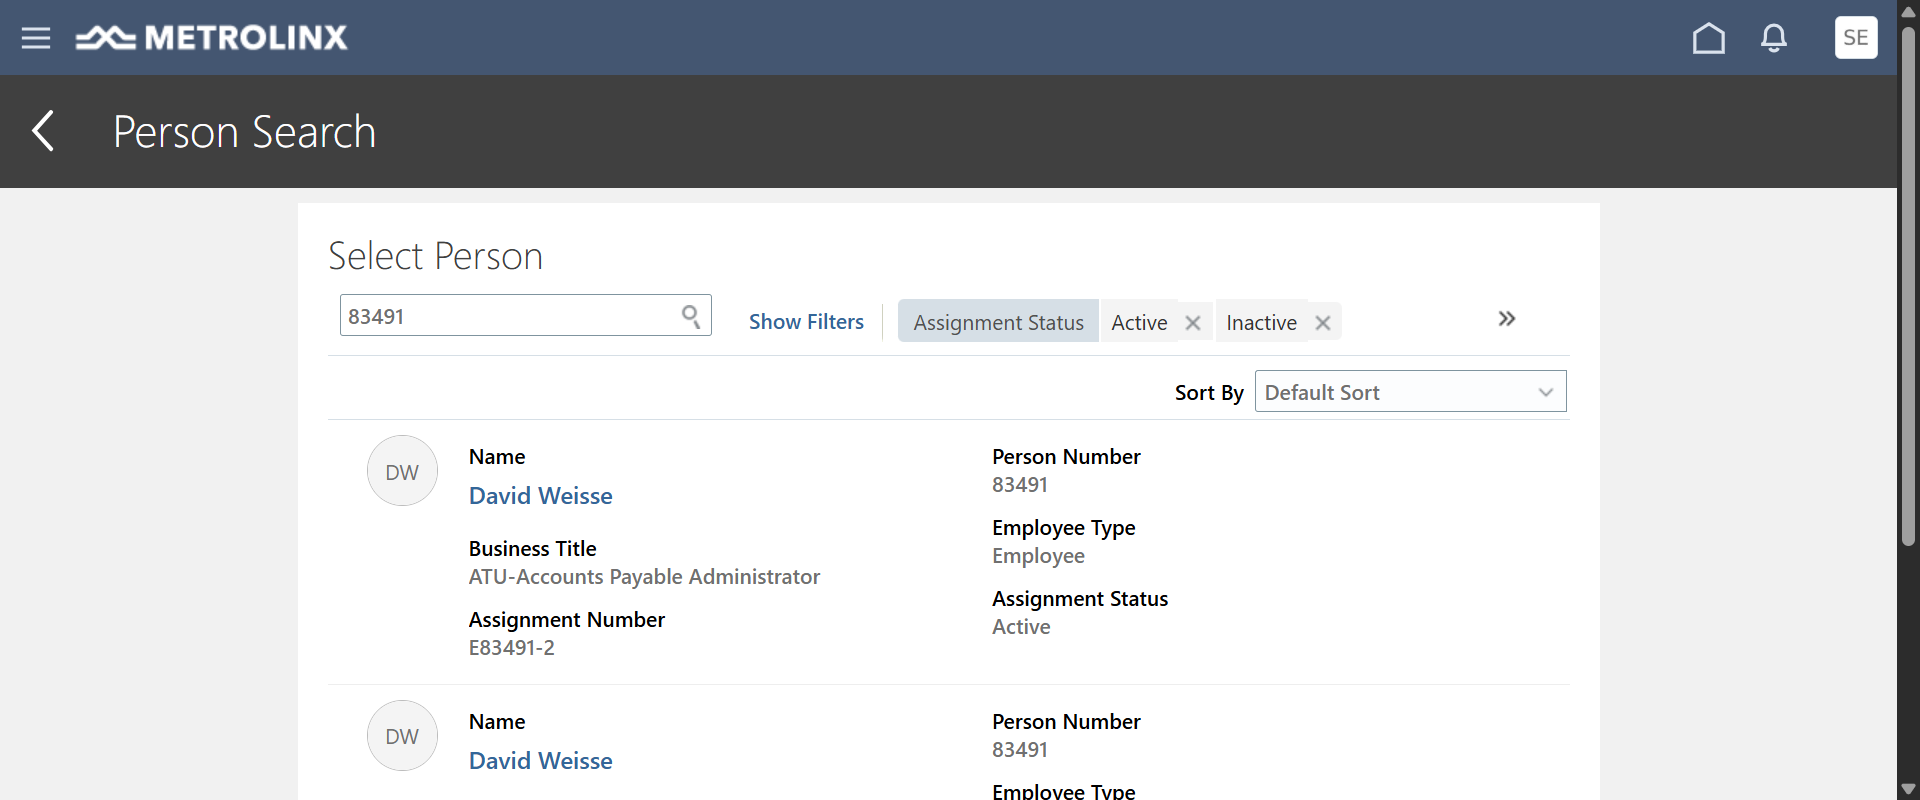 METROLINX
SE
Person Search
Select Person
83491
Show Filters
Assignment Status
Active
Inactive
Sort By
Default Sort
DW
Name
David Weisse
Business Title
ATU-Accounts Payable Administrator
Assignment Number
E83491-2
Person Number
83491
Employee Type
Employee
Assignment Status
Active
DW
Name
David Weisse
Person Number
83491
Employee Type